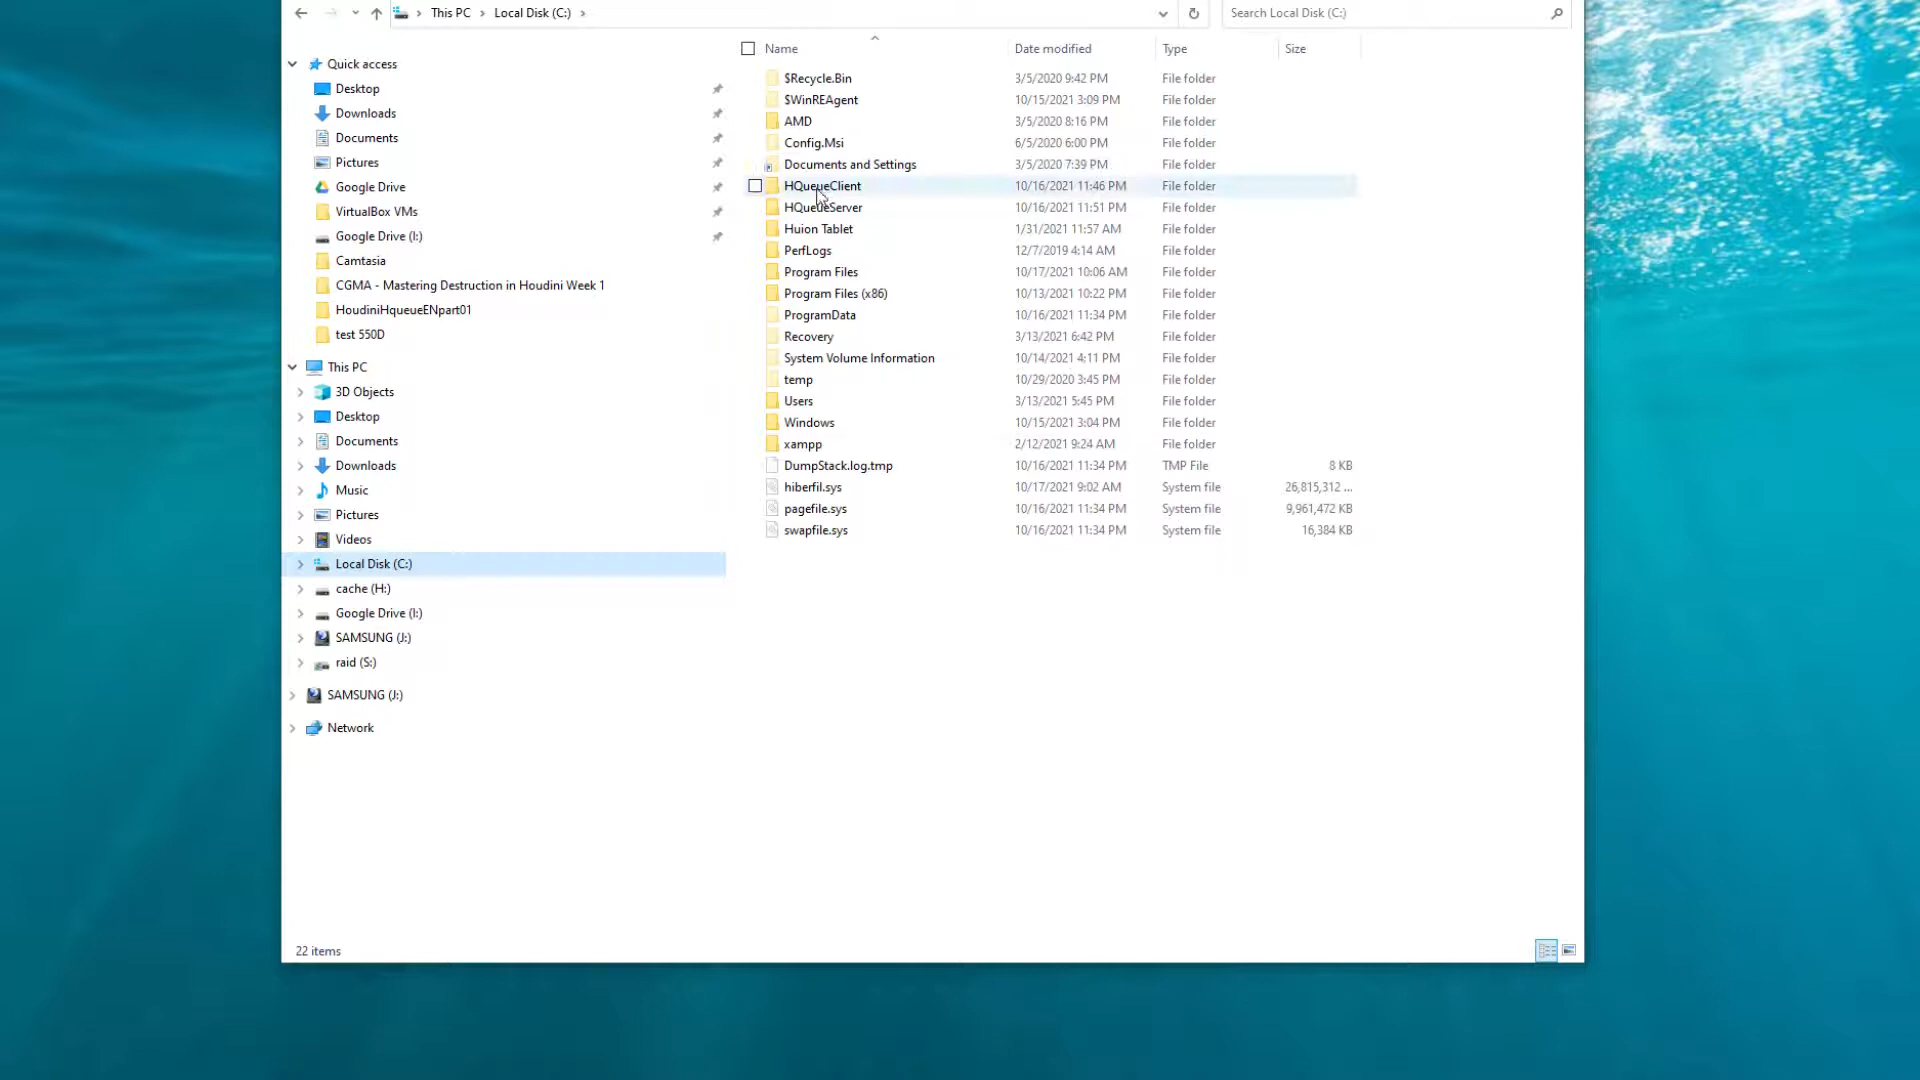 This PC > Local Disk (C:) >
Search Local Disk (C:)
Name Date modified Type Size
Quick access
Desktop
Downloads
Documents
Pictures
Google Drive
VirtualBox VMs
Google Drive (I:)
Camtasia
CGMA - Mastering Destruction in Houdini Week 1
HoudiniHqueueENpart01
test 550D
This PC
3D Objects
Desktop
Documents
Downloads
Music
Pictures
Videos
Local Disk (C:)
cache (H:)
Google Drive (I:)
SAMSUNG (J:)
raid (S:)
SAMSUNG (J:)
Network
$Recycle.Bin 3/5/2020 9:42 PM File folder
$WinREAgent 10/15/2021 3:09 PM File folder
AMD 3/5/2020 8:16 PM File folder
Config.Msi 6/5/2020 6:00 PM File folder
Documents and Settings 3/5/2020 7:39 PM File folder
HQueueClient 10/16/2021 11:46 PM File folder
HQueueServer 10/16/2021 11:51 PM File folder
Huion Tablet 1/31/2021 11:57 AM File folder
PerfLogs 12/7/2019 4:14 AM File folder
Program Files 10/17/2021 10:06 AM File folder
Program Files (x86) 10/13/2021 10:22 PM File folder
ProgramData 10/16/2021 11:34 PM File folder
Recovery 3/13/2021 6:42 PM File folder
System Volume Information 10/14/2021 4:11 PM File folder
temp 10/29/2020 3:45 PM File folder
Users 3/13/2021 5:45 PM File folder
Windows 10/15/2021 3:04 PM File folder
xampp 2/12/2021 9:24 AM File folder
DumpStack.log.tmp 10/16/2021 11:34 PM TMP File 8 KB
hiberfil.sys 10/17/2021 9:02 AM System file 26,815,312 ...
pagefile.sys 10/16/2021 11:34 PM System file 9,961,472 KB
swapfile.sys 10/16/2021 11:34 PM System file 16,384 KB
22 items